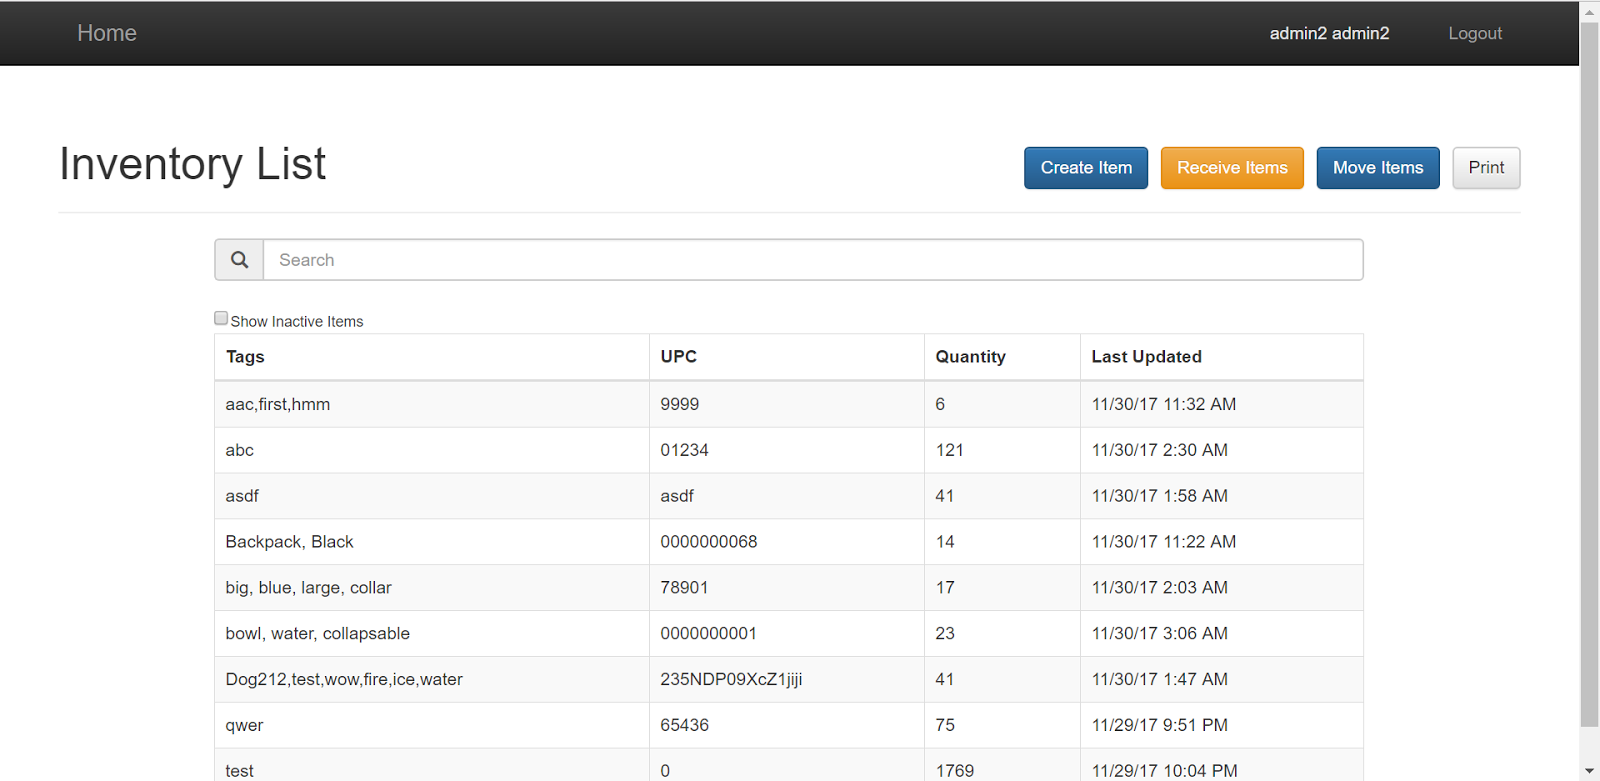 Home admin2 admin2 Logout
Inventory List Create Item Receive Items Move Items Print
Search
Show Inactive Items
Tags UPC Quantity Last Updated
aac,first,hmm 9999 6 11/30/17 11:32 AM
abc 01234 121 11/30/17 2:30 AM
asdf asdf 41 11/30/17 1:58 AM
Backpack, Black 0000000068 14 11/30/17 11:22 AM
big, blue, large, collar 78901 17 11/30/17 2:03 AM
bowl, water, collapsable 0000000001 23 11/30/17 3:06 AM
Dog212,test,wow,fire,ice,water 235NDP09XcZ1jiji 41 11/30/17 1:47 AM
qwer 65436 75 11/29/17 9:51 PM
test 0 1769 11/29/17 10:04 PM